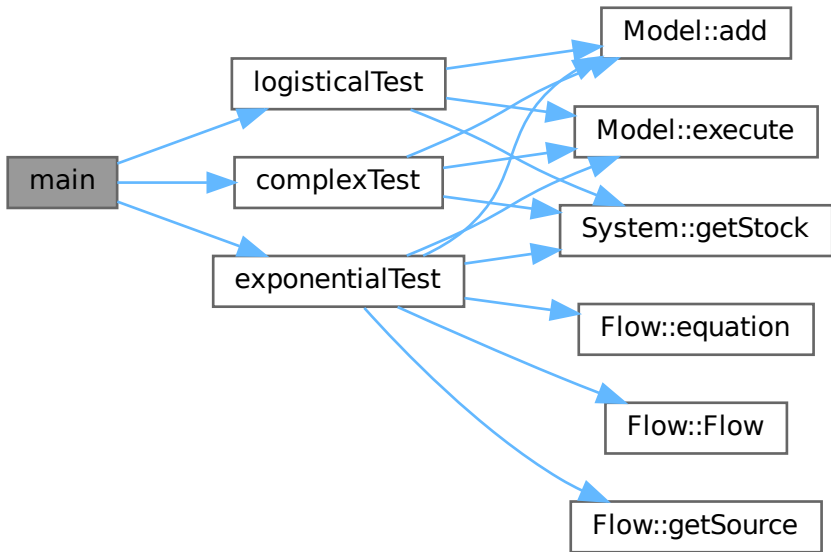 main
logisticalTest
complexTest
exponentialTest
Model::add
Model::execute
System::getStock
Flow::equation
Flow::Flow
Flow::getSource